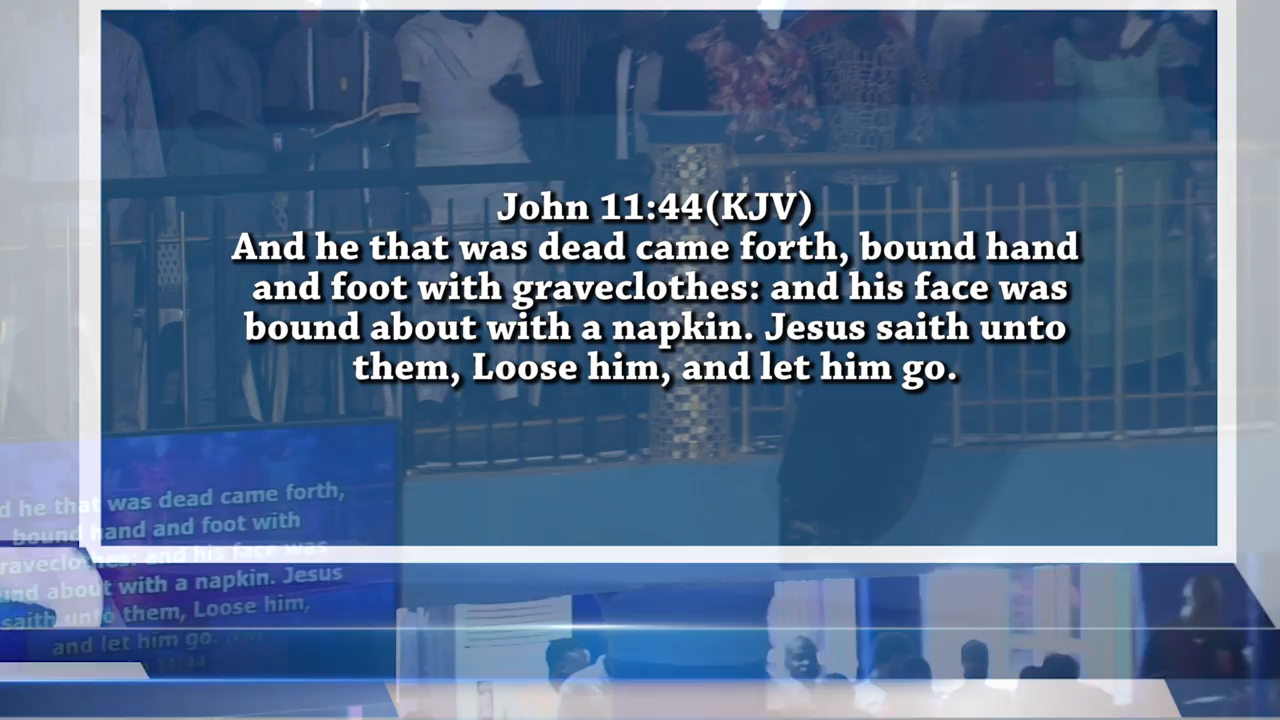 John 11:44(KJV)
And he that was dead came forth, bound hand
and foot with graveclothes: and his face was
bound about with a napkin. Jesus saith unto
them, Loose him, and let him go.
d he that was dead came forth,
bound hand and foot with
raveclothes: and his face was
und about with a napkin. Jesus
saith unto them, Loose him,
and let him go.